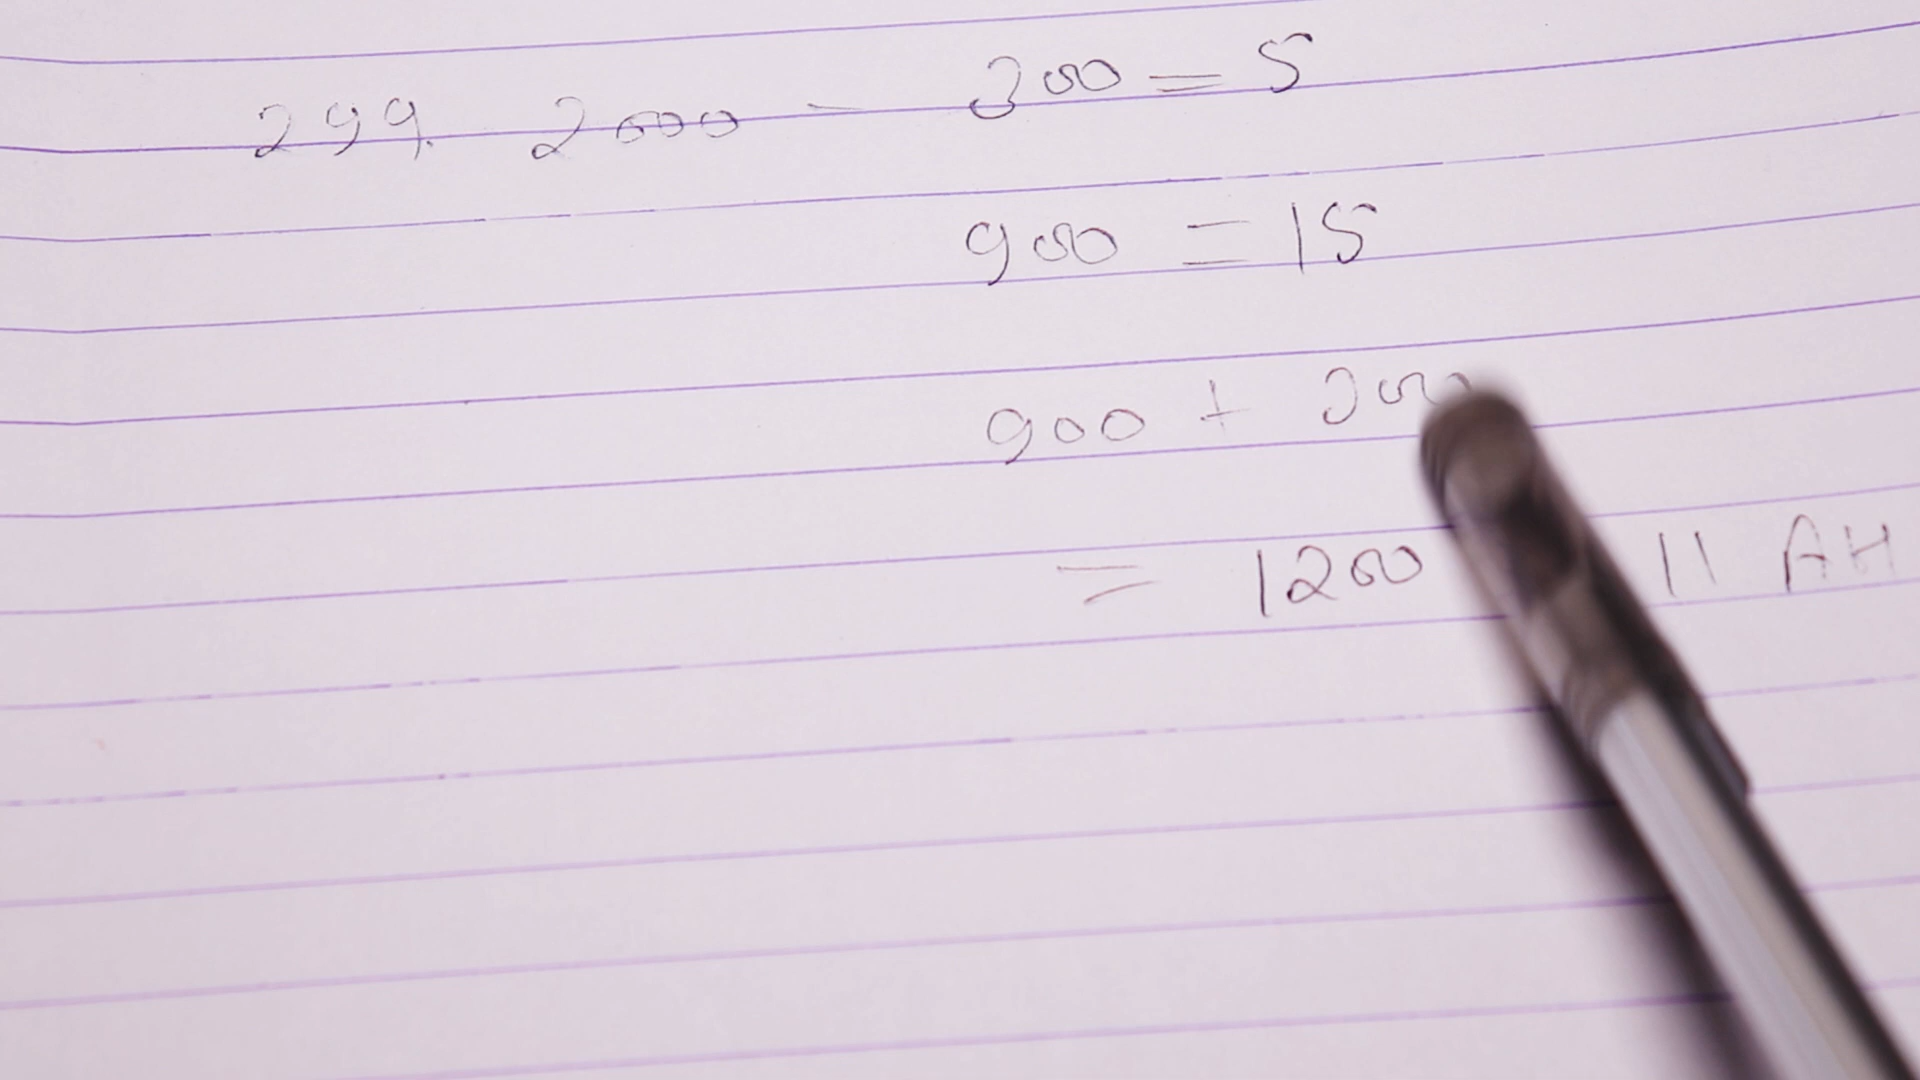 299. 2000 - 300 = 5
900 = 15
900 + 300
= 1200 11 AH